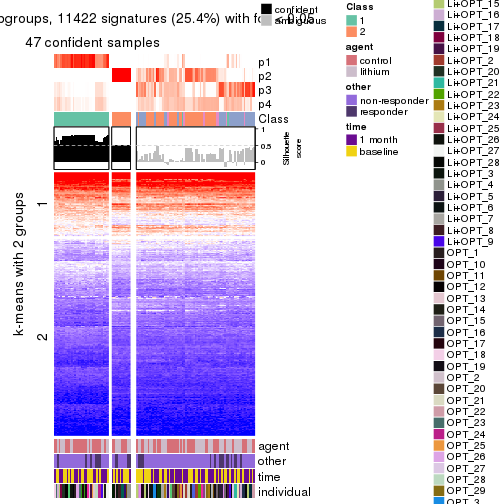 ogroups, 11422 signatures (25.4%) with fdr < 0.05
47 confident samples
confident
ambiguous
p1
p2
p3
p4
Class
1
0.5
0
Silhouette
score
k-means with 2 groups
1
2
agent
other
time
individual
Class
1
2
agent
control
lithium
other
non-responder
responder
time
1 month
baseline
Li+OPT_15
Li+OPT_16
Li+OPT_17
Li+OPT_18
Li+OPT_19
Li+OPT_2
Li+OPT_20
Li+OPT_21
Li+OPT_22
Li+OPT_23
Li+OPT_24
Li+OPT_25
Li+OPT_26
Li+OPT_27
Li+OPT_28
Li+OPT_3
Li+OPT_4
Li+OPT_5
Li+OPT_6
Li+OPT_7
Li+OPT_8
Li+OPT_9
OPT_1
OPT_10
OPT_11
OPT_12
OPT_13
OPT_14
OPT_15
OPT_16
OPT_17
OPT_18
OPT_19
OPT_2
OPT_20
OPT_21
OPT_22
OPT_23
OPT_24
OPT_25
OPT_26
OPT_27
OPT_28
OPT_29